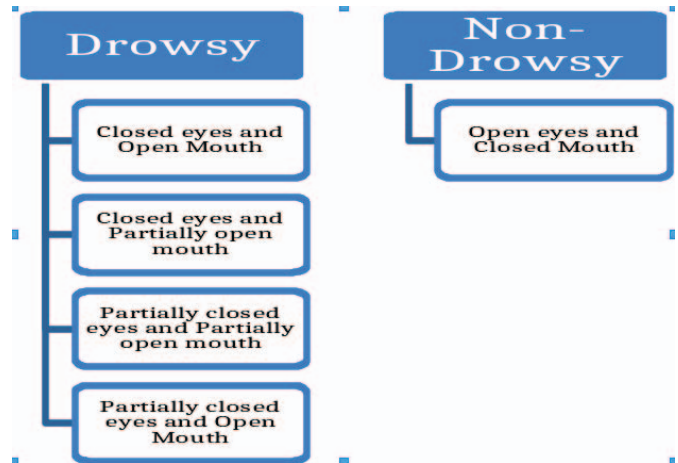 Drowsy
Closed eyes and
Open Mouth
Closed eyes and
Partially open
mouth
Partially closed
eyes and Partially
open mouth
Partially closed
eyes and Open
Mouth
Non-
Drowsy
Open eyes and
Closed Mouth